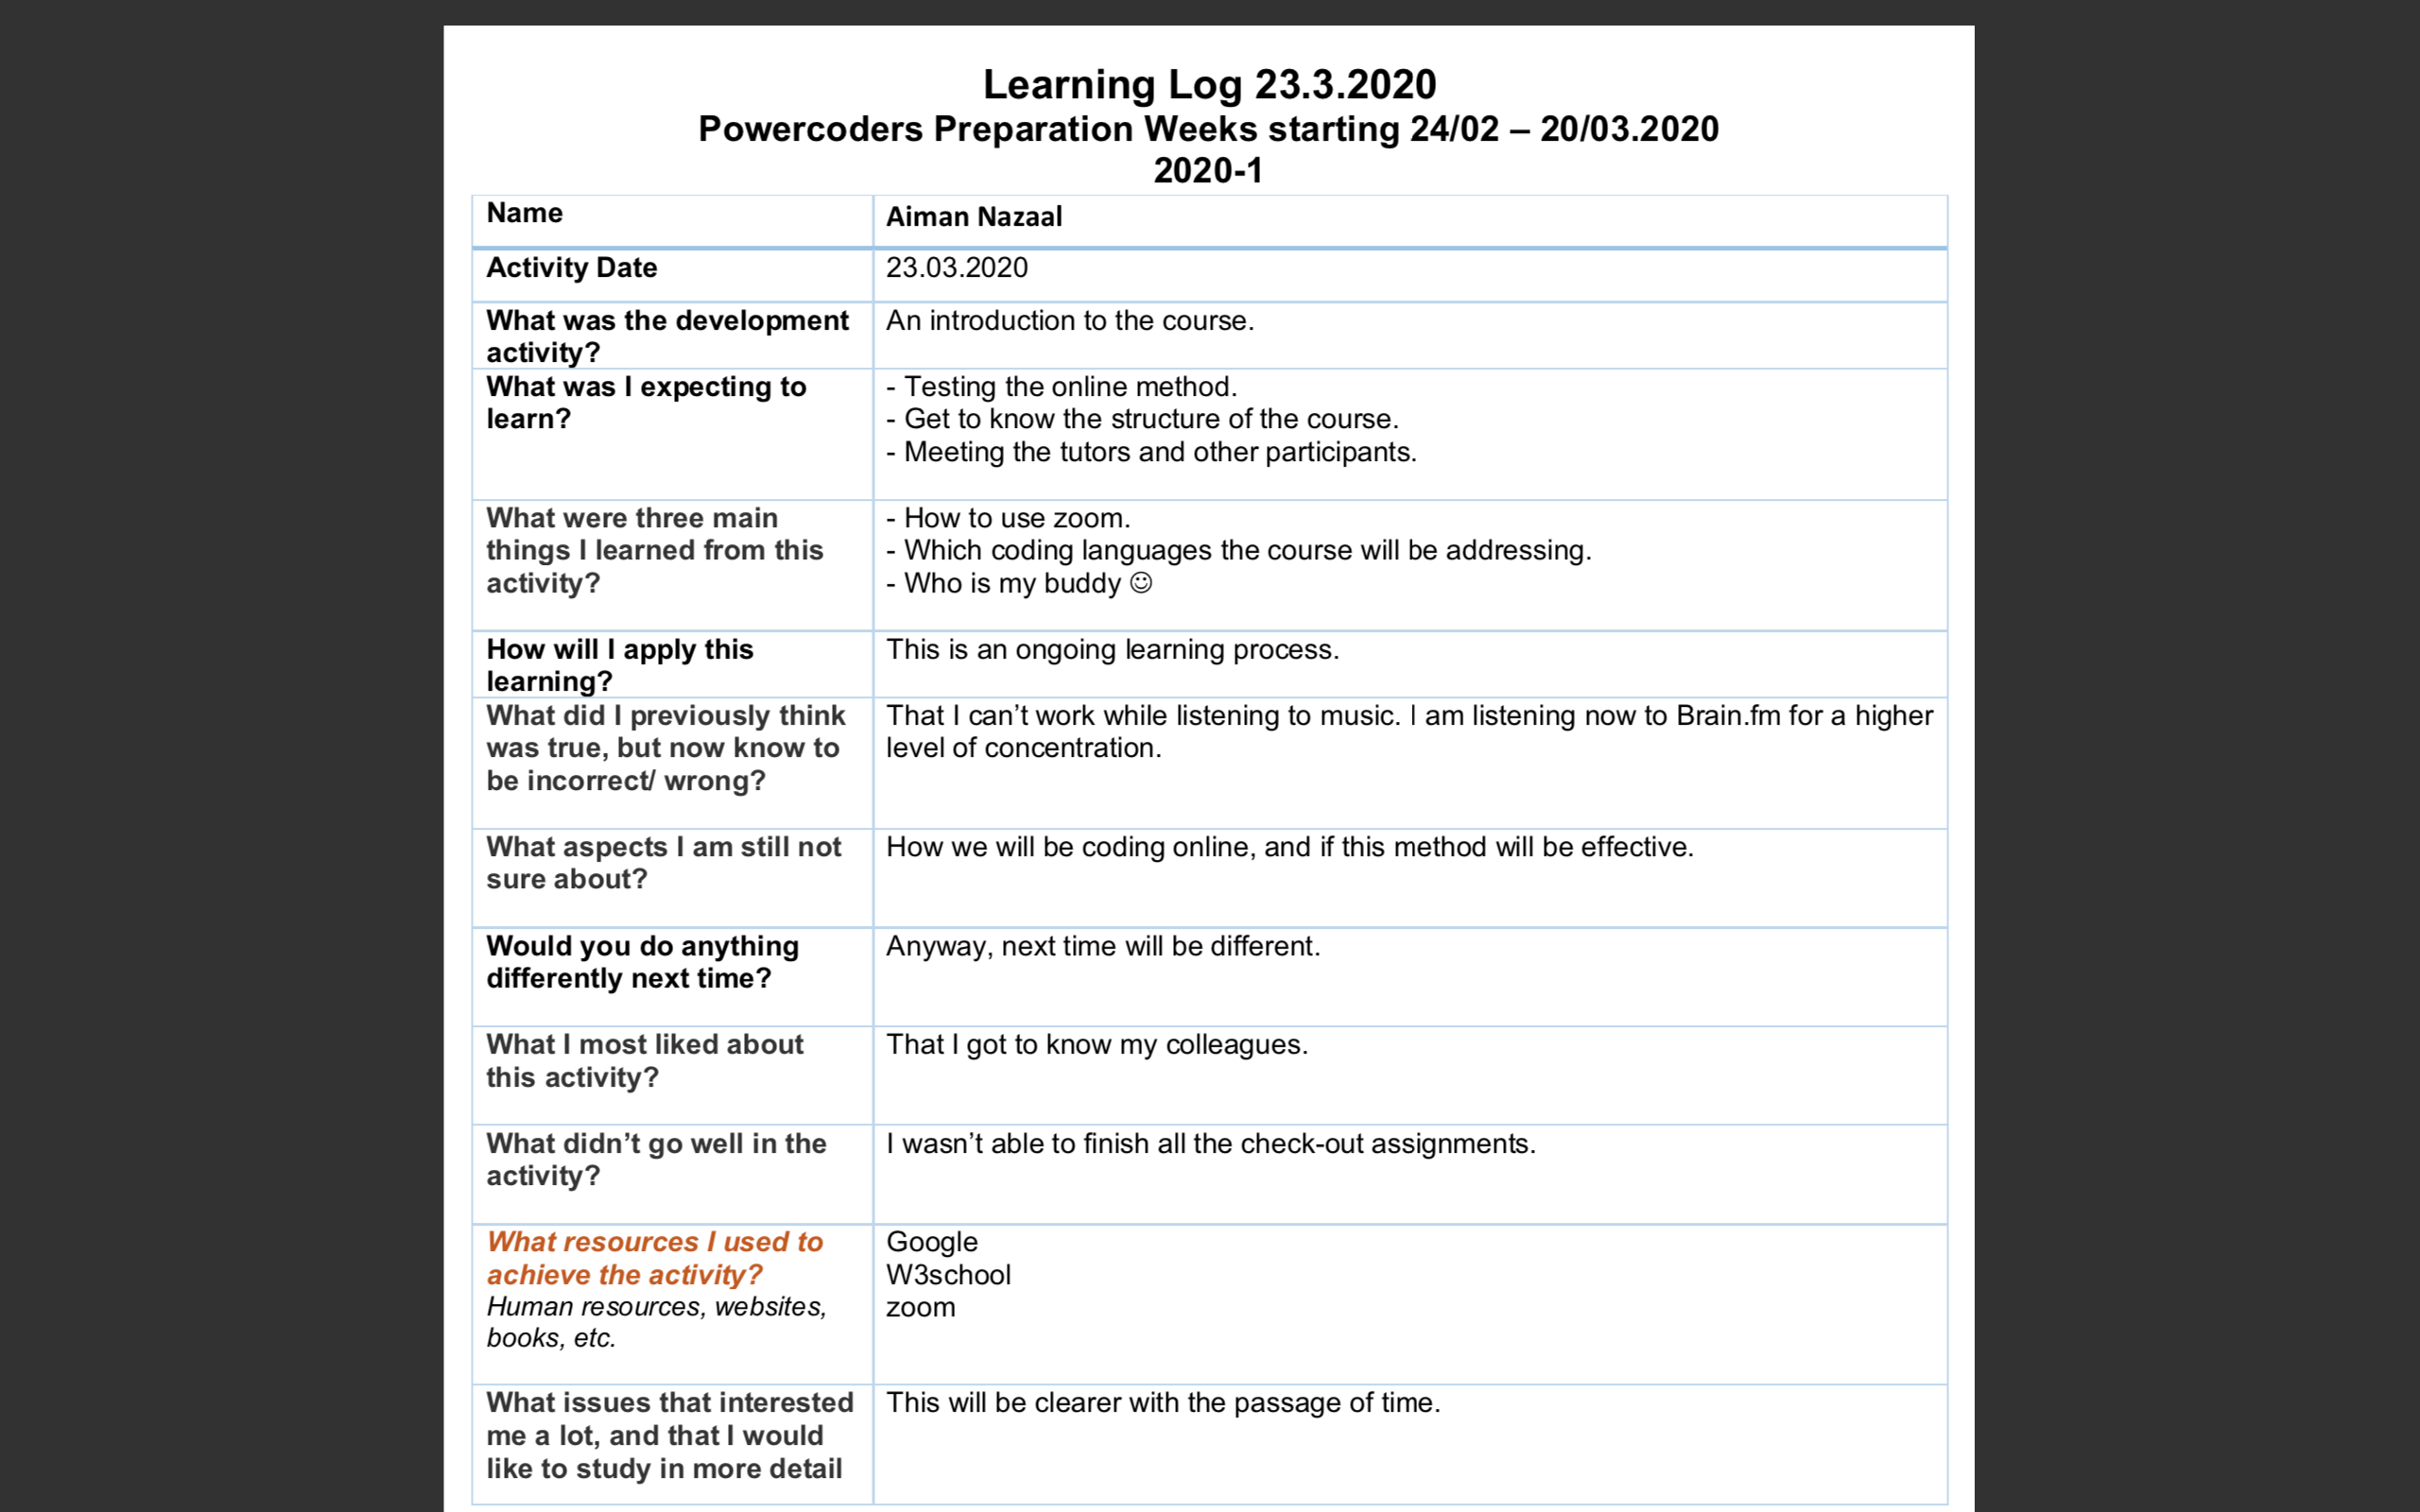 Learning Log 23.3.2020
Powercoders Preparation Weeks starting 24/02 – 20/03.2020
2020-1
Name
Aiman Nazaal
Activity Date
23.03.2020
What was the development
activity?
An introduction to the course.
What was I expecting to
learn?
- Testing the online method.
- Get to know the structure of the course.
- Meeting the tutors and other participants.
What were three main
things I learned from this
activity?
- How to use zoom.
- Which coding languages the course will be addressing.
- Who is my buddy ☺
How will I apply this
learning?
This is an ongoing learning process.
What did I previously think
was true, but now know to
be incorrect/ wrong?
That I can’t work while listening to music. I am listening now to Brain.fm for a higher
level of concentration.
What aspects I am still not
sure about?
How we will be coding online, and if this method will be effective.
Would you do anything
differently next time?
Anyway, next time will be different.
What I most liked about
this activity?
That I got to know my colleagues.
What didn’t go well in the
activity?
I wasn’t able to finish all the check-out assignments.
What resources I used to
achieve the activity?
Human resources, websites,
books, etc.
Google
W3school
zoom
What issues that interested
me a lot, and that I would
like to study in more detail
This will be clearer with the passage of time.